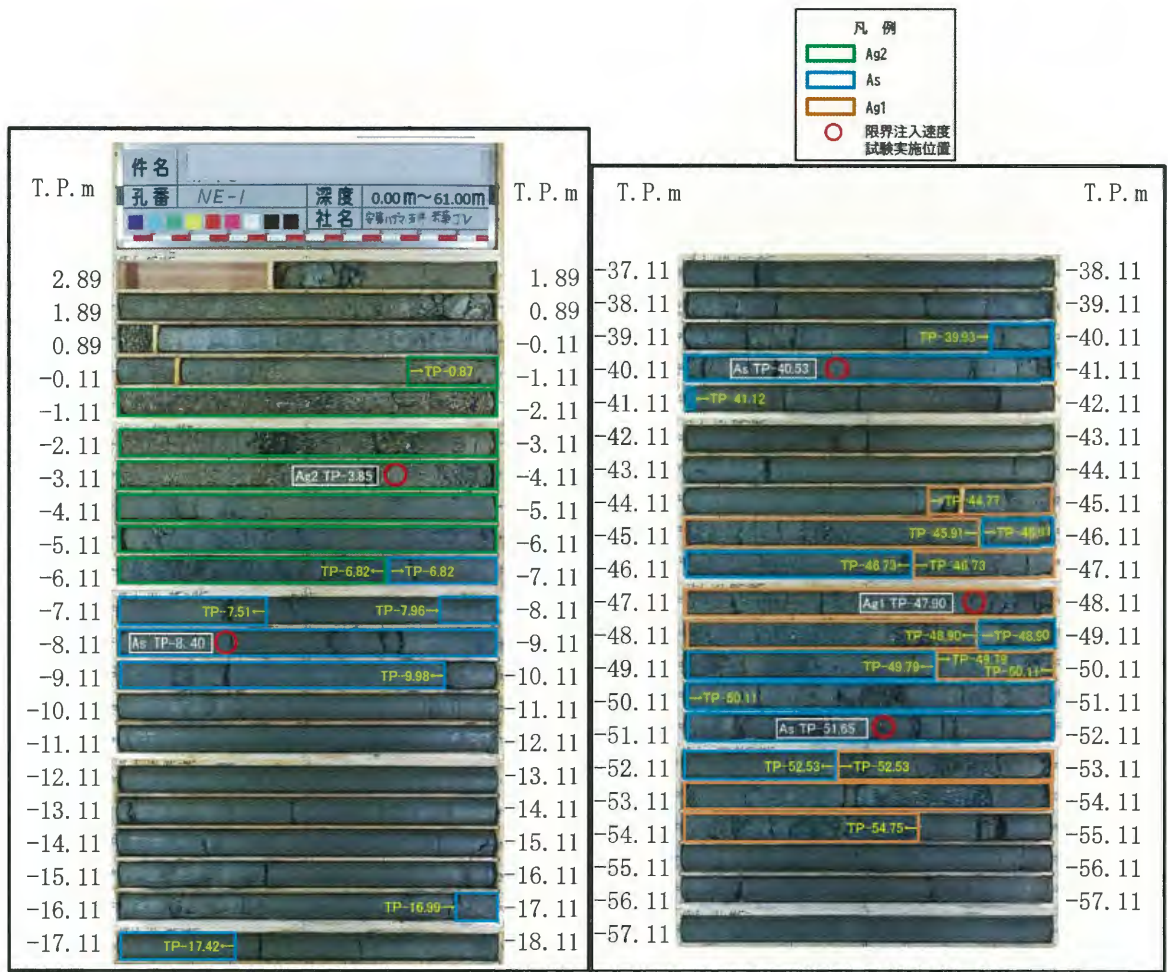 凡 例
Ag2
As
Ag1
限界注入速度
試験実施位置
T.P.m
件名
孔番 NE-1 深度 0.00m～61.00m
社名
T.P.m
2.89 1.89
1.89 0.89
0.89 -0.11
-0.11 →TP-0.87 -1.11
-1.11 -2.11
-2.11 -3.11
-3.11 Ag2 TP-3.85 -4.11
-4.11 -5.11
-5.11 -6.11
-6.11 TP-6.82← →TP-6.82 -7.11
-7.11 TP-7.51← TP-7.96→ -8.11
-8.11 As TP-8.40 -9.11
-9.11 TP-9.98← -10.11
-10.11 -11.11
-11.11 -12.11
-12.11 -13.11
-13.11 -14.11
-14.11 -15.11
-15.11 -16.11
-16.11 TP-16.99← -17.11
-17.11 TP-17.42← -18.11
T.P.m T.P.m
-37.11 -38.11
-38.11 -39.11
-39.11 TP-39.93→ -40.11
-40.11 As TP-40.53 -41.11
-41.11 →TP-41.12 -42.11
-42.11 -43.11
-43.11 -44.11
-44.11 →TP-44.77 -45.11
-45.11 TP-45.91← →TP-45.91 -46.11
-46.11 TP-46.73← →TP-46.73 -47.11
-47.11 Ag1 TP-47.90 -48.11
-48.11 TP-48.90← →TP-48.90 -49.11
-49.11 TP-49.79← →TP-49.79 TP-50.11← -50.11
-50.11 →TP-50.11 -51.11
-51.11 As TP-51.65 -52.11
-52.11 TP-52.53← →TP-52.53 -53.11
-53.11 -54.11
-54.11 TP-54.75← -55.11
-55.11 -56.11
-56.11 -57.11
-57.11